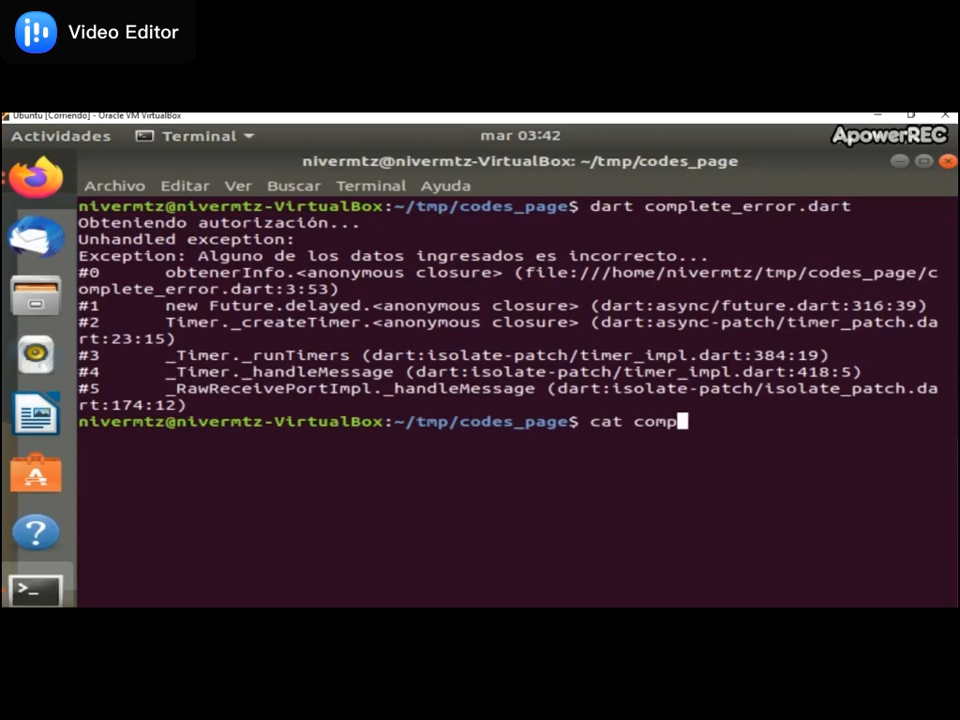 Video Editor
Ubuntu [Corriendo] - Oracle VM VirtualBox
Actividades Terminal mar 03:42 ApowerREC
nivermtz@nivermtz-VirtualBox: ~/tmp/codes_page
Archivo Editar Ver Buscar Terminal Ayuda
nivermtz@nivermtz-VirtualBox:~/tmp/codes_page$ dart complete_error.dart
Obteniendo autorización...
Unhandled exception:
Exception: Alguno de los datos ingresados es incorrecto...
#0      obtenerInfo.<anonymous closure> (file:///home/nivermtz/tmp/codes_page/c
omplete_error.dart:3:53)
#1      new Future.delayed.<anonymous closure> (dart:async/future.dart:316:39)
#2      Timer._createTimer.<anonymous closure> (dart:async-patch/timer_patch.da
rt:23:15)
#3      _Timer._runTimers (dart:isolate-patch/timer_impl.dart:384:19)
#4      _Timer._handleMessage (dart:isolate-patch/timer_impl.dart:418:5)
#5      _RawReceivePortImpl._handleMessage (dart:isolate-patch/isolate_patch.da
rt:174:12)
nivermtz@nivermtz-VirtualBox:~/tmp/codes_page$ cat comp